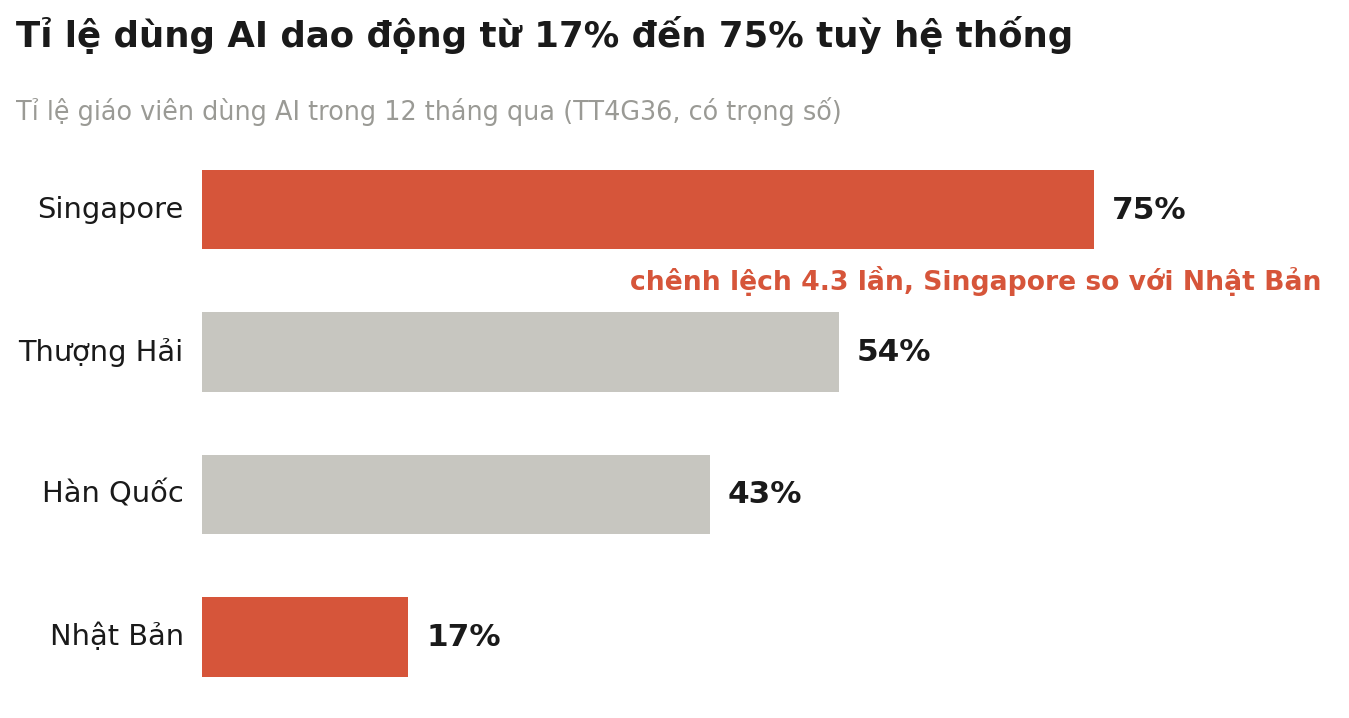 Tỉ lệ dùng AI dao động từ 17% đến 75% tuỳ hệ thống
Tỉ lệ giáo viên dùng AI trong 12 tháng qua (TT4G36, có trọng số)
Singapore 75%
chênh lệch 4.3 lần, Singapore so với Nhật Bản
Thượng Hải 54%
Hàn Quốc 43%
Nhật Bản 17%